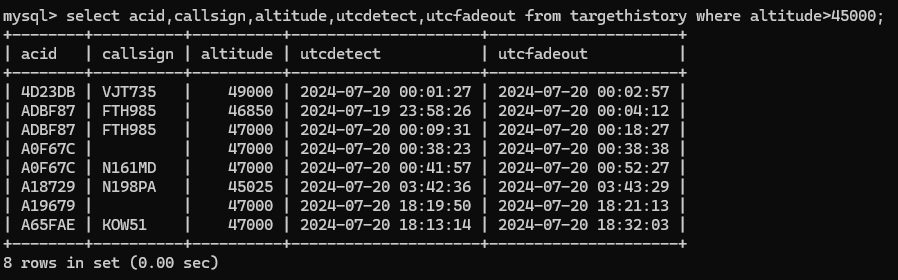 mysql> select acid,callsign,altitude,utcdetect,utcfadeout from targethistory where altitude>45000;
+--------+----------+----------+---------------------+---------------------+
| acid   | callsign | altitude | utcdetect           | utcfadeout          |
+--------+----------+----------+---------------------+---------------------+
| 4D23DB | VJT735   |    49000 | 2024-07-20 00:01:27 | 2024-07-20 00:02:57 |
| ADBF87 | FTH985   |    46850 | 2024-07-19 23:58:26 | 2024-07-20 00:04:12 |
| ADBF87 | FTH985   |    47000 | 2024-07-20 00:09:31 | 2024-07-20 00:18:27 |
| A0F67C |          |    47000 | 2024-07-20 00:38:23 | 2024-07-20 00:38:38 |
| A0F67C | N161MD   |    47000 | 2024-07-20 00:41:57 | 2024-07-20 00:52:27 |
| A18729 | N198PA   |    45025 | 2024-07-20 03:42:36 | 2024-07-20 03:43:29 |
| A19679 |          |    47000 | 2024-07-20 18:19:50 | 2024-07-20 18:21:13 |
| A65FAE | KOW51    |    47000 | 2024-07-20 18:13:14 | 2024-07-20 18:32:03 |
+--------+----------+----------+---------------------+---------------------+
8 rows in set (0.00 sec)